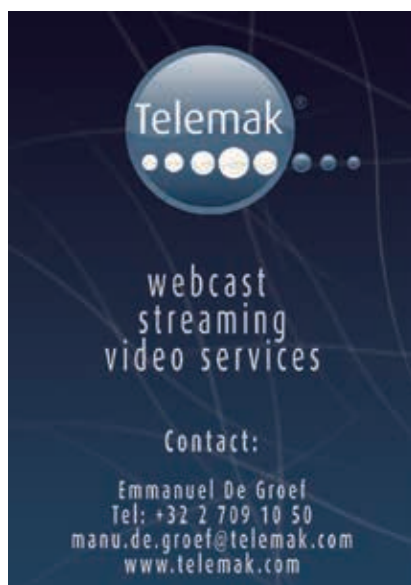 Telemak®
webcast
streaming
video services
Contact:
Emmanuel De Groef
Tel: +32 2 709 10 50
manu.de.groef@telemak.com
www.telemak.com